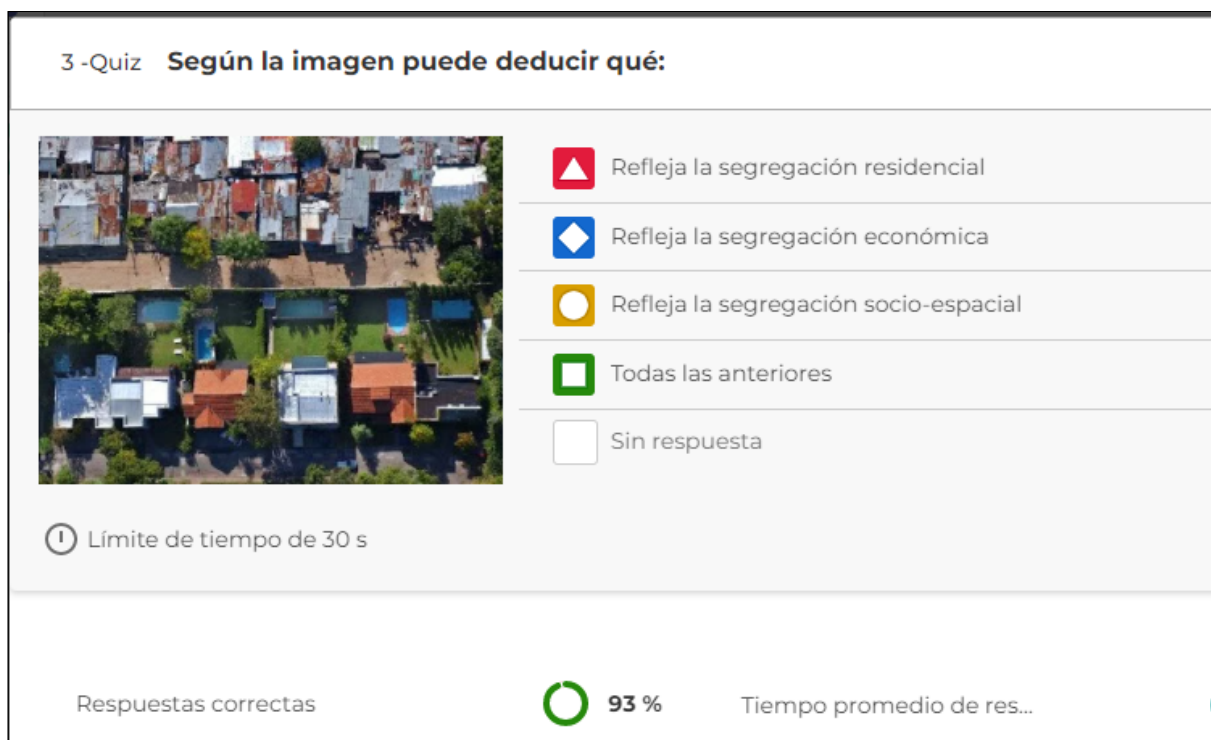 3 -Quiz Según la imagen puede deducir qué:
Refleja la segregación residencial
Refleja la segregación económica
Refleja la segregación socio-espacial
Todas las anteriores
Sin respuesta
Límite de tiempo de 30 s
Respuestas correctas 93 % Tiempo promedio de res...